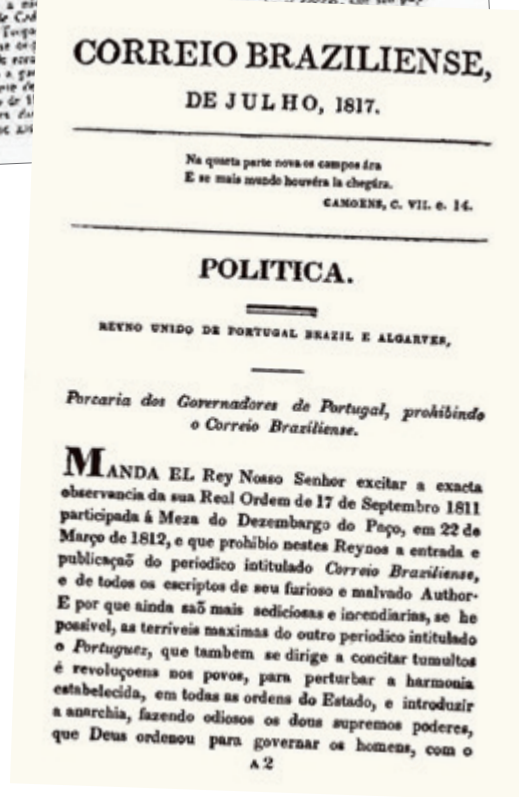 CORREIO BRAZILIENSE,
DE JULHO, 1817.
Na quarta parte nova os campos ára
E se mais mundo houvéra la chegára.
CAMOENS, C. VII. e. 14.
POLITICA.
REYNO UNIDO DE PORTUGAL BRAZIL E ALGARVES,
Porcaria dos Governadores de Portugal, prohibindo
o Correio Braziliense.
MANDA EL Rey Nosso Senhor excitar a exacta
observancia da sua Real Ordem de 17 de Septembro 1811
participada á Meza do Dezembargo do Paço, em 22 de
Março de 1812, e que prohibio nestes Reynos a entrada e
publicaçaõ do periodico intitulado Correio Braziliense,
e de todos os escriptos de seu furioso e malvado Author·
E por que ainda saõ mais sediciosas e incendiarias, se he
possivel, as terriveis maximas do outro periodico intitulado
o Portuguez, que tambem se dirige a concitar tumultos
é revoluçoens nos povos, para perturbar a harmonia
estabelecida, em todas as ordens do Estado, e introduzir
a anarchia, fazendo odiosos os dous supremos poderes,
que Deus ordenou para governar os homens, com o
A 2